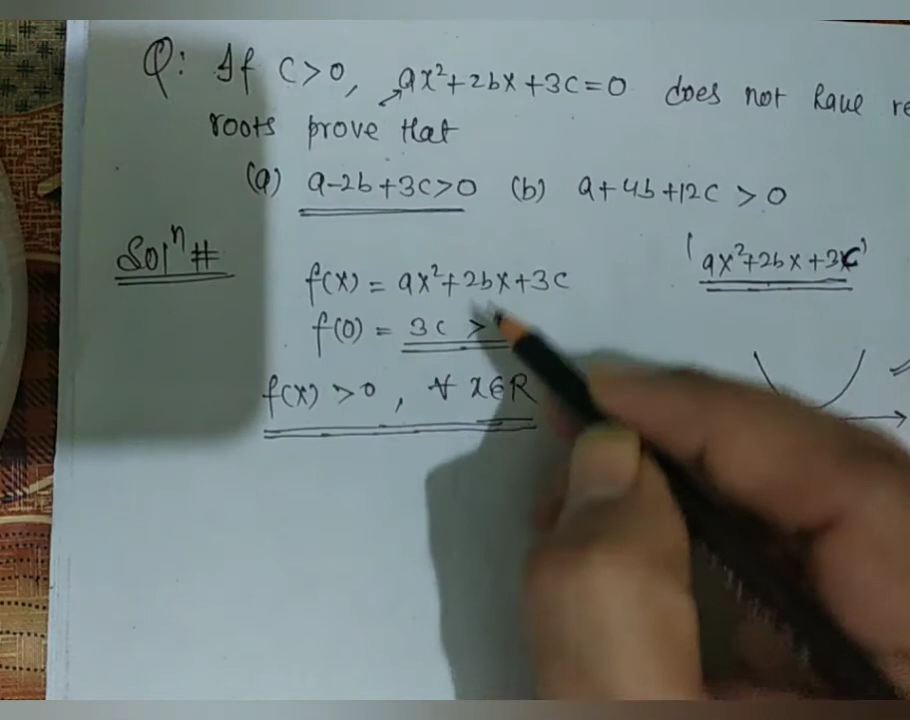 Q: If C>0, ax²+2bx+3c=0 does not have re
roots prove that
(a) a-2b+3c>0 (b) a+4b+12c >0
Solⁿ #
f(x) = ax²+2bx+3c
ax²+2bx+3c
f(0) = 3c >
f(x) >0, ∀ x∈R